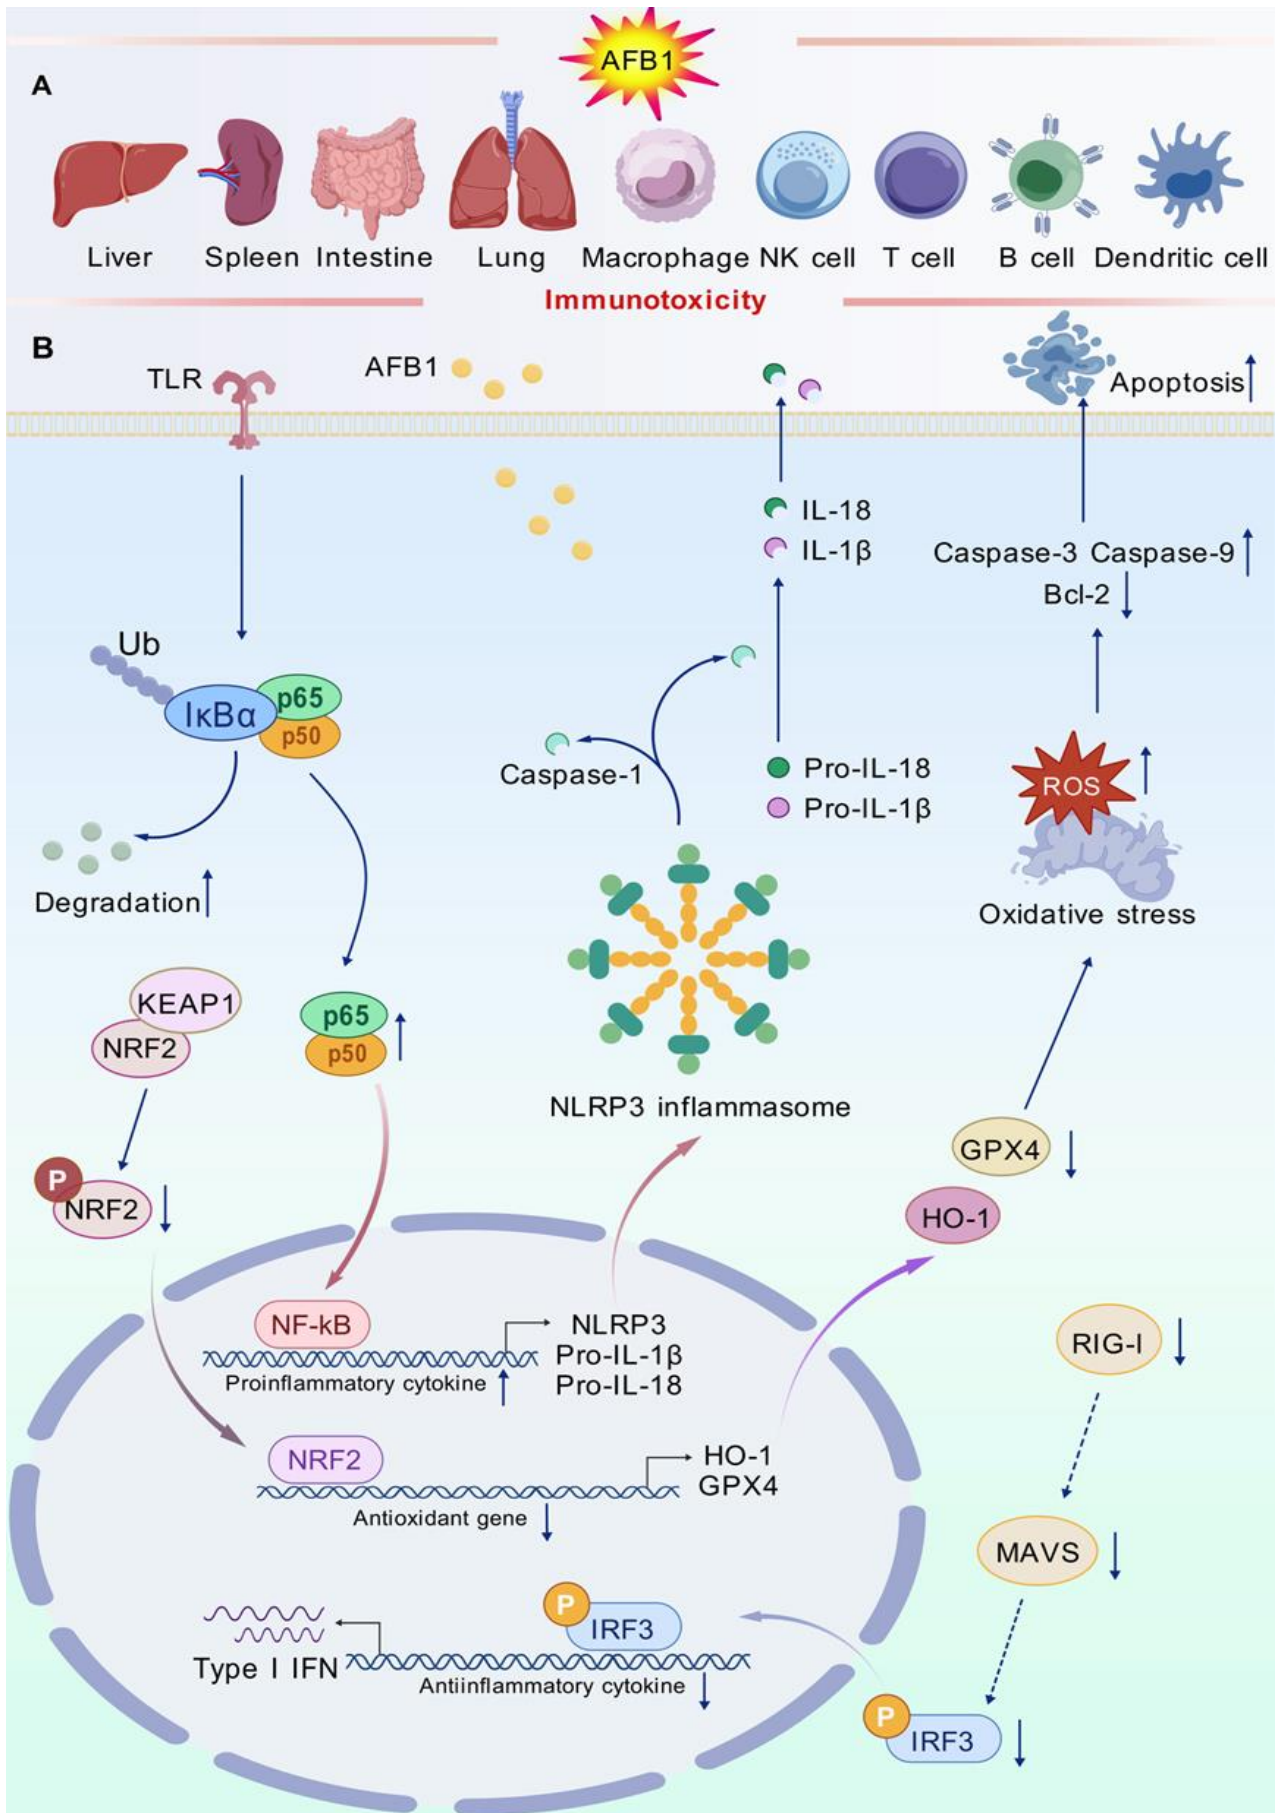 AFB1
A
Liver Spleen Intestine Lung Macrophage NK cell T cell B cell Dendritic cell
Immunotoxicity
B
TLR
AFB1
Apoptosis
IL-18
IL-1β
Caspase-3 Caspase-9
Bcl-2
Ub
IκBα
p65
p50
Caspase-1
Pro-IL-18
Pro-IL-1β
ROS
Degradation
Oxidative stress
KEAP1
NRF2
p65
p50
NLRP3 inflammasome
GPX4
HO-1
P
NRF2
NF-kB
NLRP3
Pro-IL-1β
Pro-IL-18
Proinflammatory cytokine
RIG-I
NRF2
HO-1
GPX4
Antioxidant gene
MAVS
P
IRF3
Type I IFN
Antiinflammatory cytokine
P
IRF3